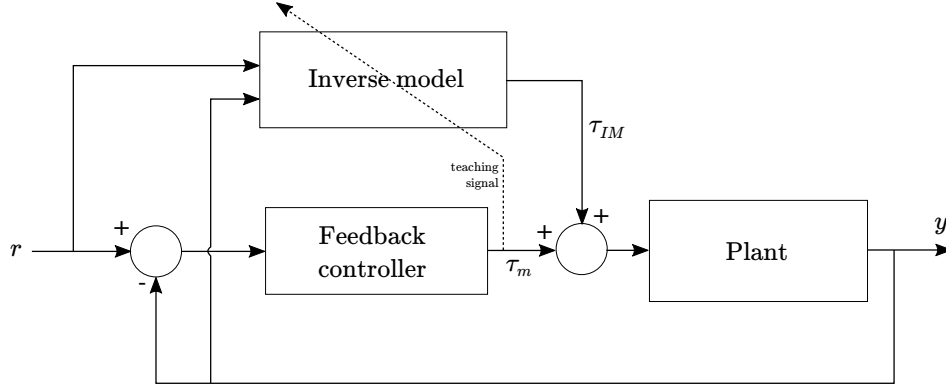 Inverse model
τ_IM
teaching
signal
y
r
+
-
Feedback
controller
τ_m
+
+
Plant